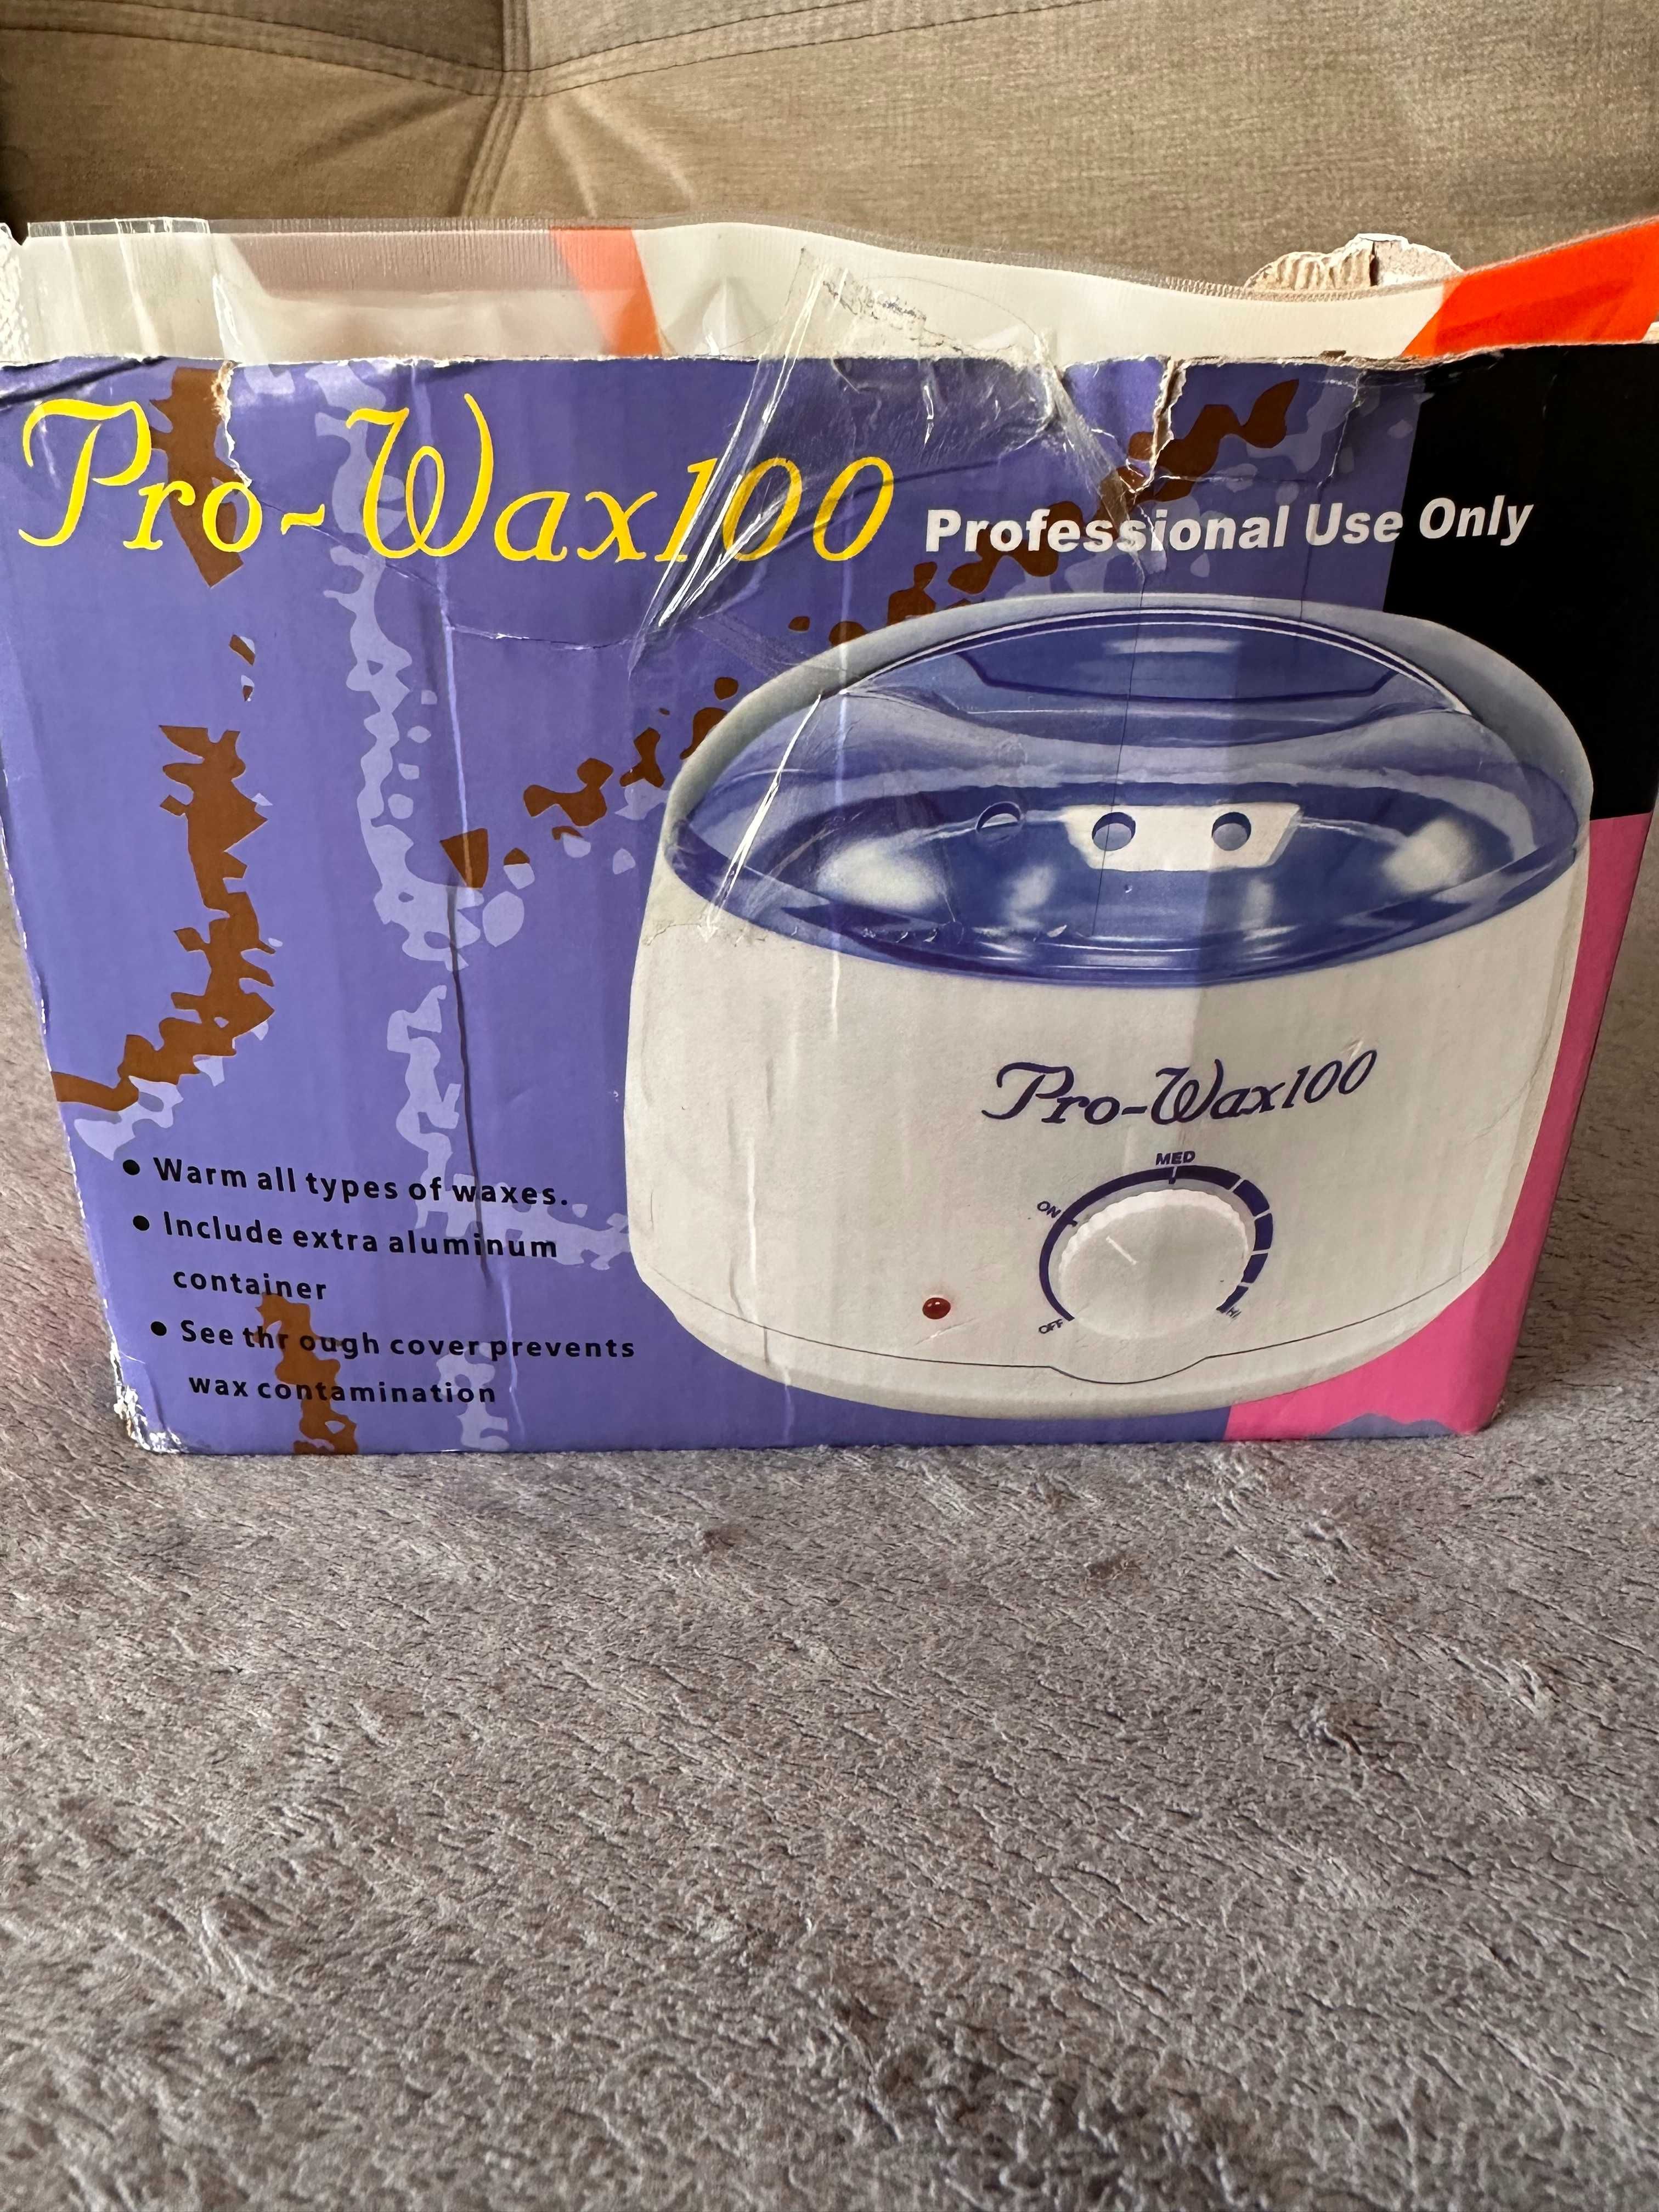 Pro-Wax100 Professional Use Only
Pro-Wax100
MED
ON
OFF
HI
• Warm all types of waxes.
• Include extra aluminum
container
• See thr ough cover prevents
wax contamination